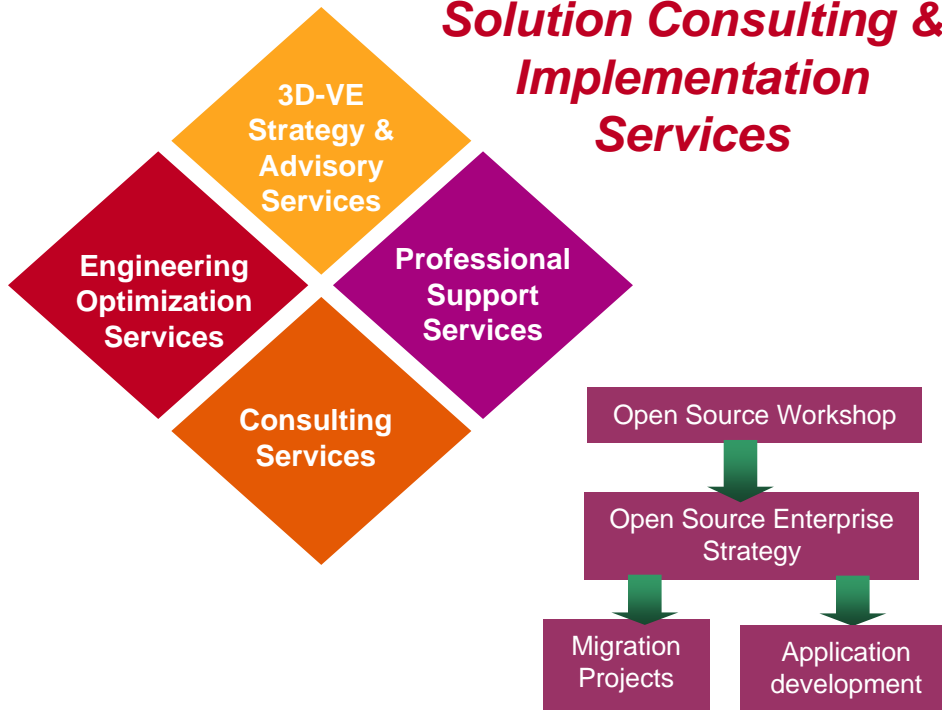 Solution Consulting &
Implementation
Services
3D-VE
Strategy &
Advisory
Services
Engineering
Optimization
Services
Professional
Support
Services
Consulting
Services
Open Source Workshop
Open Source Enterprise
Strategy
Migration
Projects
Application
development